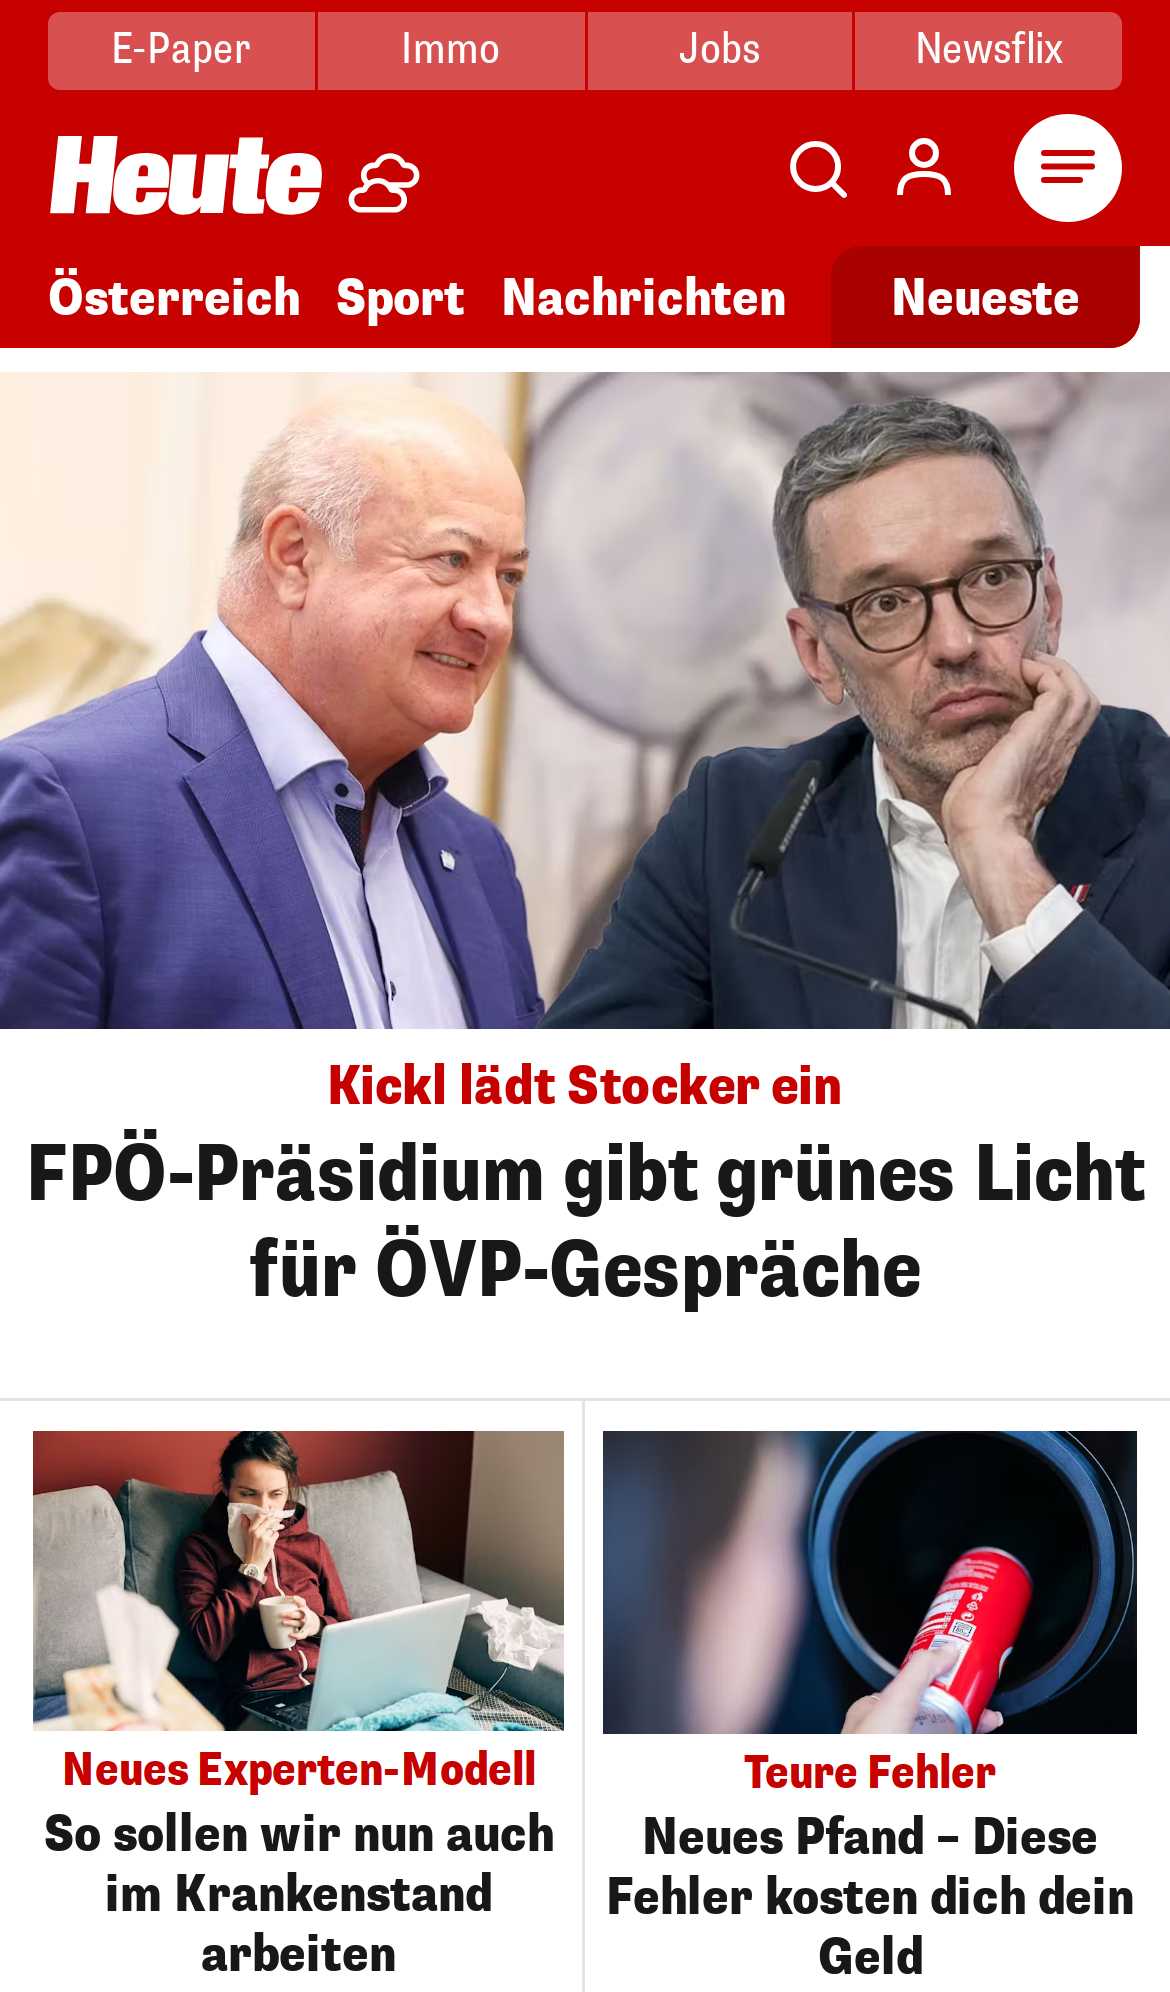 E-Paper Immo Jobs Newsflix
Heute
Österreich Sport Nachrichten Neueste
Kickl lädt Stocker ein
FPÖ-Präsidium gibt grünes Licht
für ÖVP-Gespräche
Neues Experten-Modell
So sollen wir nun auch
im Krankenstand
arbeiten
Teure Fehler
Neues Pfand – Diese
Fehler kosten dich dein
Geld